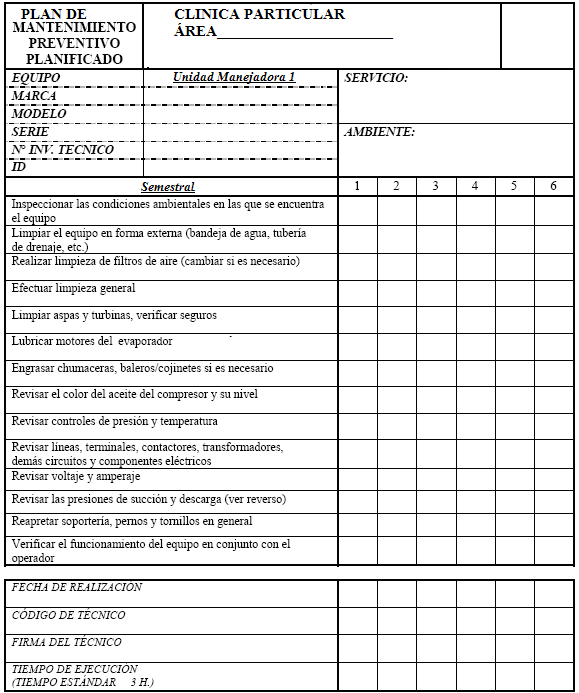 PLAN DE
MANTENIMIENTO
PREVENTIVO
PLANIFICADO
CLINICA PARTICULAR
ÁREA________________________
EQUIPO
Unidad Manejadora 1
SERVICIO:
MARCA
MODELO
SERIE
AMBIENTE:
Nº INV. TECNICO
ID
Semestral 1 2 3 4 5 6
Inspeccionar las condiciones ambientales en las que se encuentra
el equipo
Limpiar el equipo en forma externa (bandeja de agua, tubería
de drenaje, etc.)
Realizar limpieza de filtros de aire (cambiar si es necesario)
Efectuar limpieza general
Limpiar aspas y turbinas, verificar seguros
Lubricar motores del evaporador
Engrasar chumaceras, baleros/cojinetes si es necesario
Revisar el color del aceite del compresor y su nivel
Revisar controles de presión y temperatura
Revisar líneas, terminales, contactores, transformadores,
demás circuitos y componentes eléctricos
Revisar voltaje y amperaje
Revisar las presiones de succión y descarga (ver reverso)
Reapretar soportería, pernos y tornillos en general
Verificar el funcionamiento del equipo en conjunto con el
operador
FECHA DE REALIZACIÓN
CÓDIGO DE TÉCNICO
FIRMA DEL TÉCNICO
TIEMPO DE EJECUCIÓN
(TIEMPO ESTÁNDAR 3 H.)